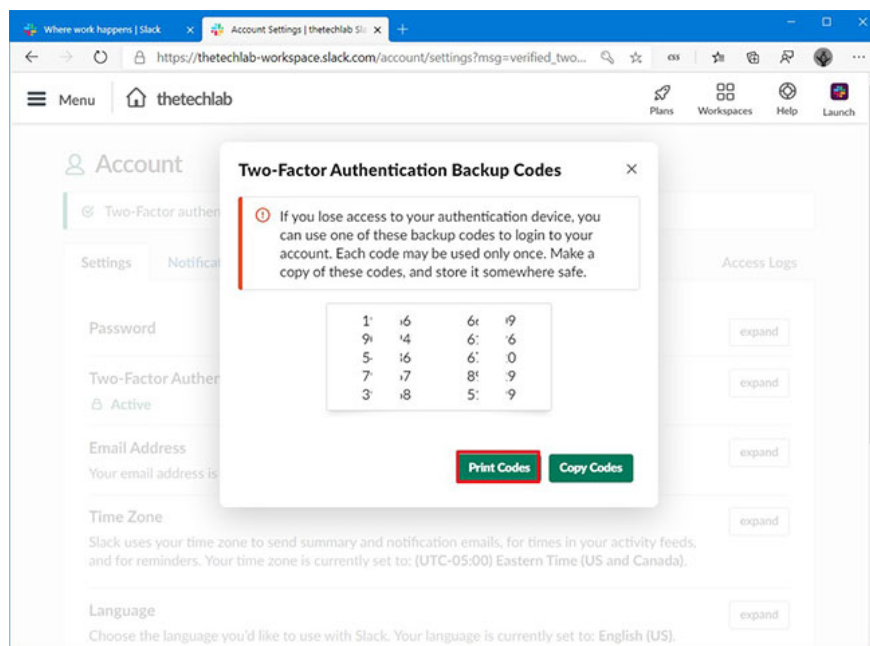 Where work happens | Slack
Account Settings | thetechlab Sla
https://thetechlab-workspace.slack.com/account/settings?msg=verified_two...
Menu
thetechlab
Plans
Workspaces
Help
Launch
Account
Two-Factor authen
Two-Factor Authentication Backup Codes
If you lose access to your authentication device, you
can use one of these backup codes to login to your
account. Each code may be used only once. Make a
copy of these codes, and store it somewhere safe.
Print Codes
Copy Codes
Settings
Notificat
Access Logs
Password
expand
Two-Factor Auther
expand
Active
Email Address
expand
Your email address is
Time Zone
expand
Slack uses your time zone to send summary and notification emails, for times in your activity feeds,
and for reminders. Your time zone is currently set to: (UTC-05:00) Eastern Time (US and Canada).
Language
expand
Choose the language you'd like to use with Slack. Your language is currently set to: English (US).